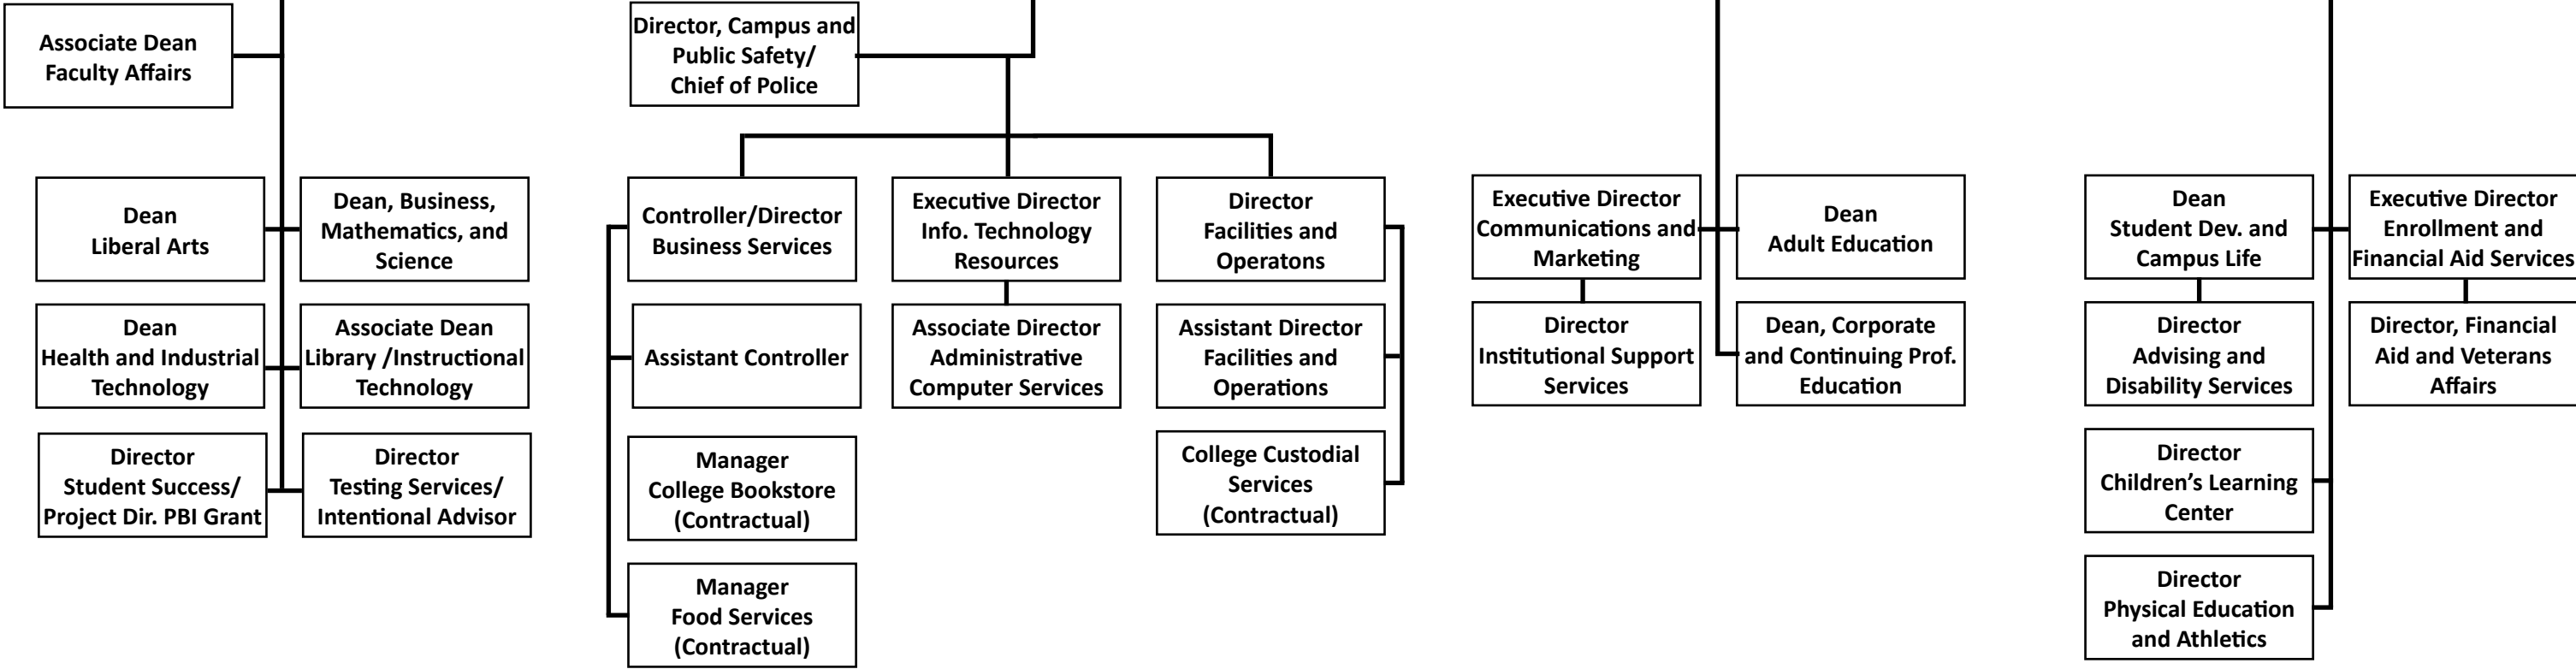 Associate Dean
Faculty Affairs
Director, Campus and
Public Safety/
Chief of Police
Dean
Liberal Arts
Dean, Business,
Mathematics, and
Science
Controller/Director
Business Services
Executive Director
Info. Technology
Resources
Director
Facilities and
Operatons
Executive Director
Communications and
Marketing
Dean
Adult Education
Dean
Student Dev. and
Campus Life
Executive Director
Enrollment and
Financial Aid Services
Dean
Health and Industrial
Technology
Associate Dean
Library /Instructional
Technology
Assistant Controller
Associate Director
Administrative
Computer Services
Assistant Director
Facilities and
Operations
Director
Institutional Support
Services
Dean, Corporate
and Continuing Prof.
Education
Director
Advising and
Disability Services
Director, Financial
Aid and Veterans
Affairs
Director
Student Success/
Project Dir. PBI Grant
Director
Testing Services/
Intentional Advisor
Manager
College Bookstore
(Contractual)
College Custodial
Services
(Contractual)
Director
Children’s Learning
Center
Manager
Food Services
(Contractual)
Director
Physical Education
and Athletics